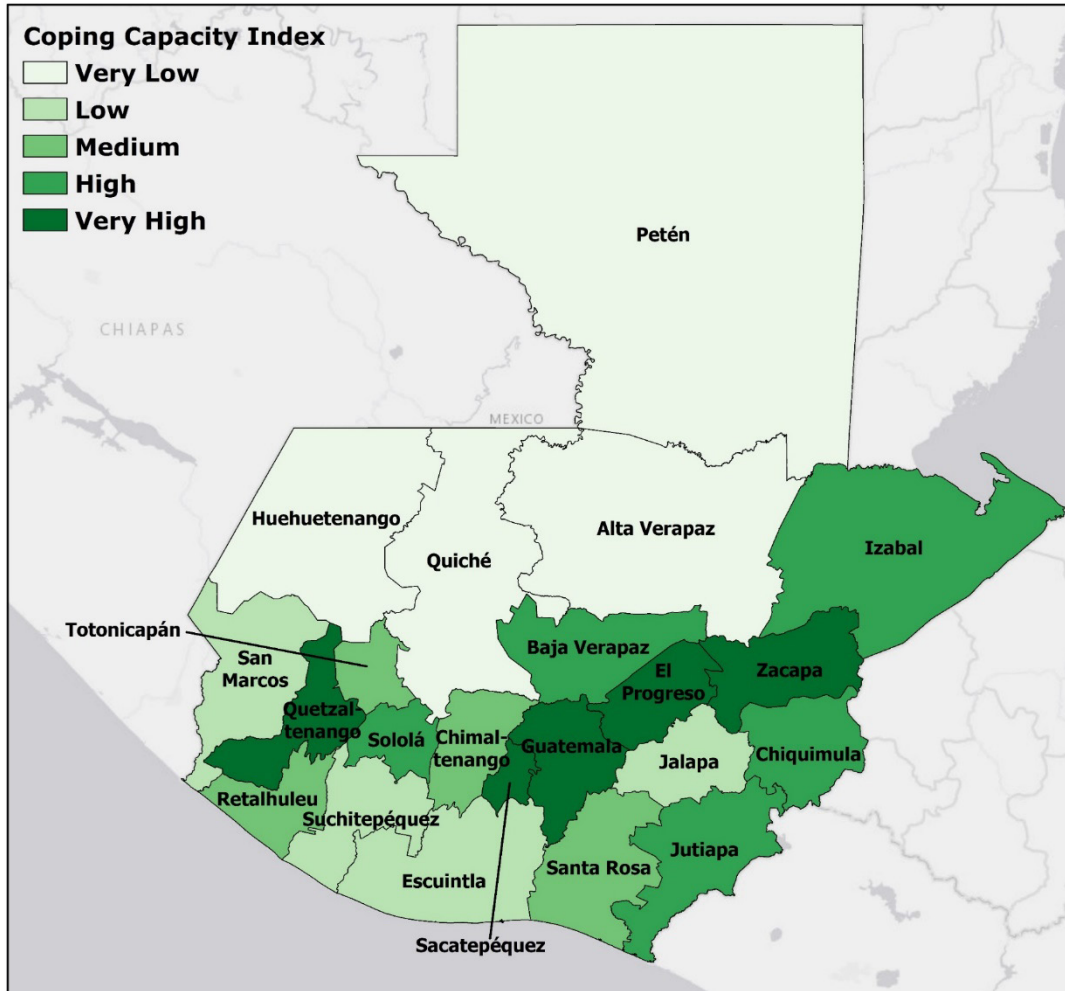 Coping Capacity Index
Very Low
Low
Medium
High
Very High
Petén
CHIAPAS
MEXICO
Huehuetenango
Alta Verapaz
Izabal
Quiché
Totonicapán
Baja Verapaz
San
Marcos
El
Progreso
Zacapa
Quetzal-
tenango
Sololá
Chimal-
tenango
Guatemala
Jalapa
Chiquimula
Retalhuleu
Suchitepéquez
Jutiapa
Escuintla
Santa Rosa
Sacatepéquez